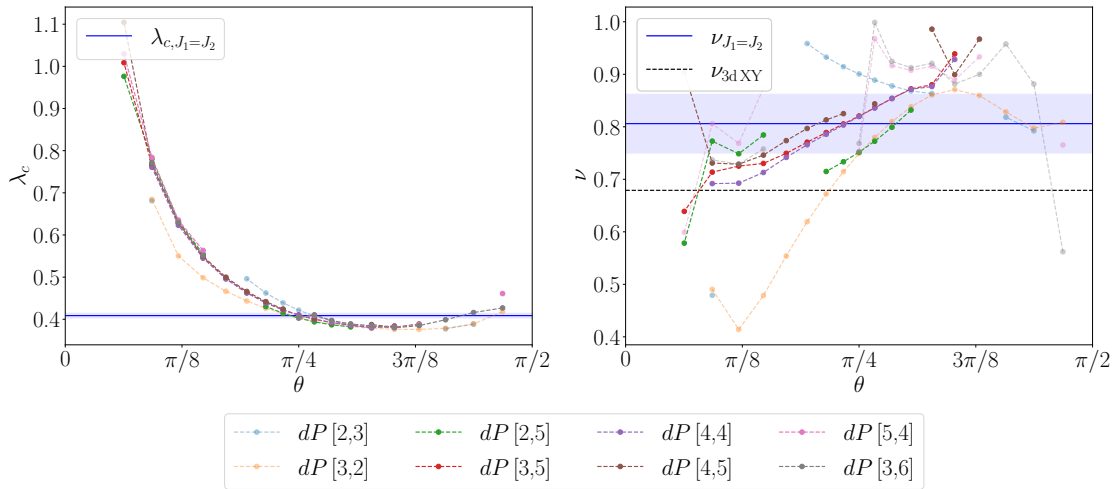 1.1
1.0
0.9
0.8
0.7
0.6
0.5
0.4
λ_c
0 π/8 π/4 3π/8 π/2
θ
λ_{c,J_1=J_2}
1.0
0.9
0.8
0.7
0.6
0.5
0.4
ν
0 π/8 π/4 3π/8 π/2
θ
ν_{J_1=J_2}
ν_{3d XY}
dP [2,3] dP [2,5] dP [4,4] dP [5,4]
dP [3,2] dP [3,5] dP [4,5] dP [3,6]